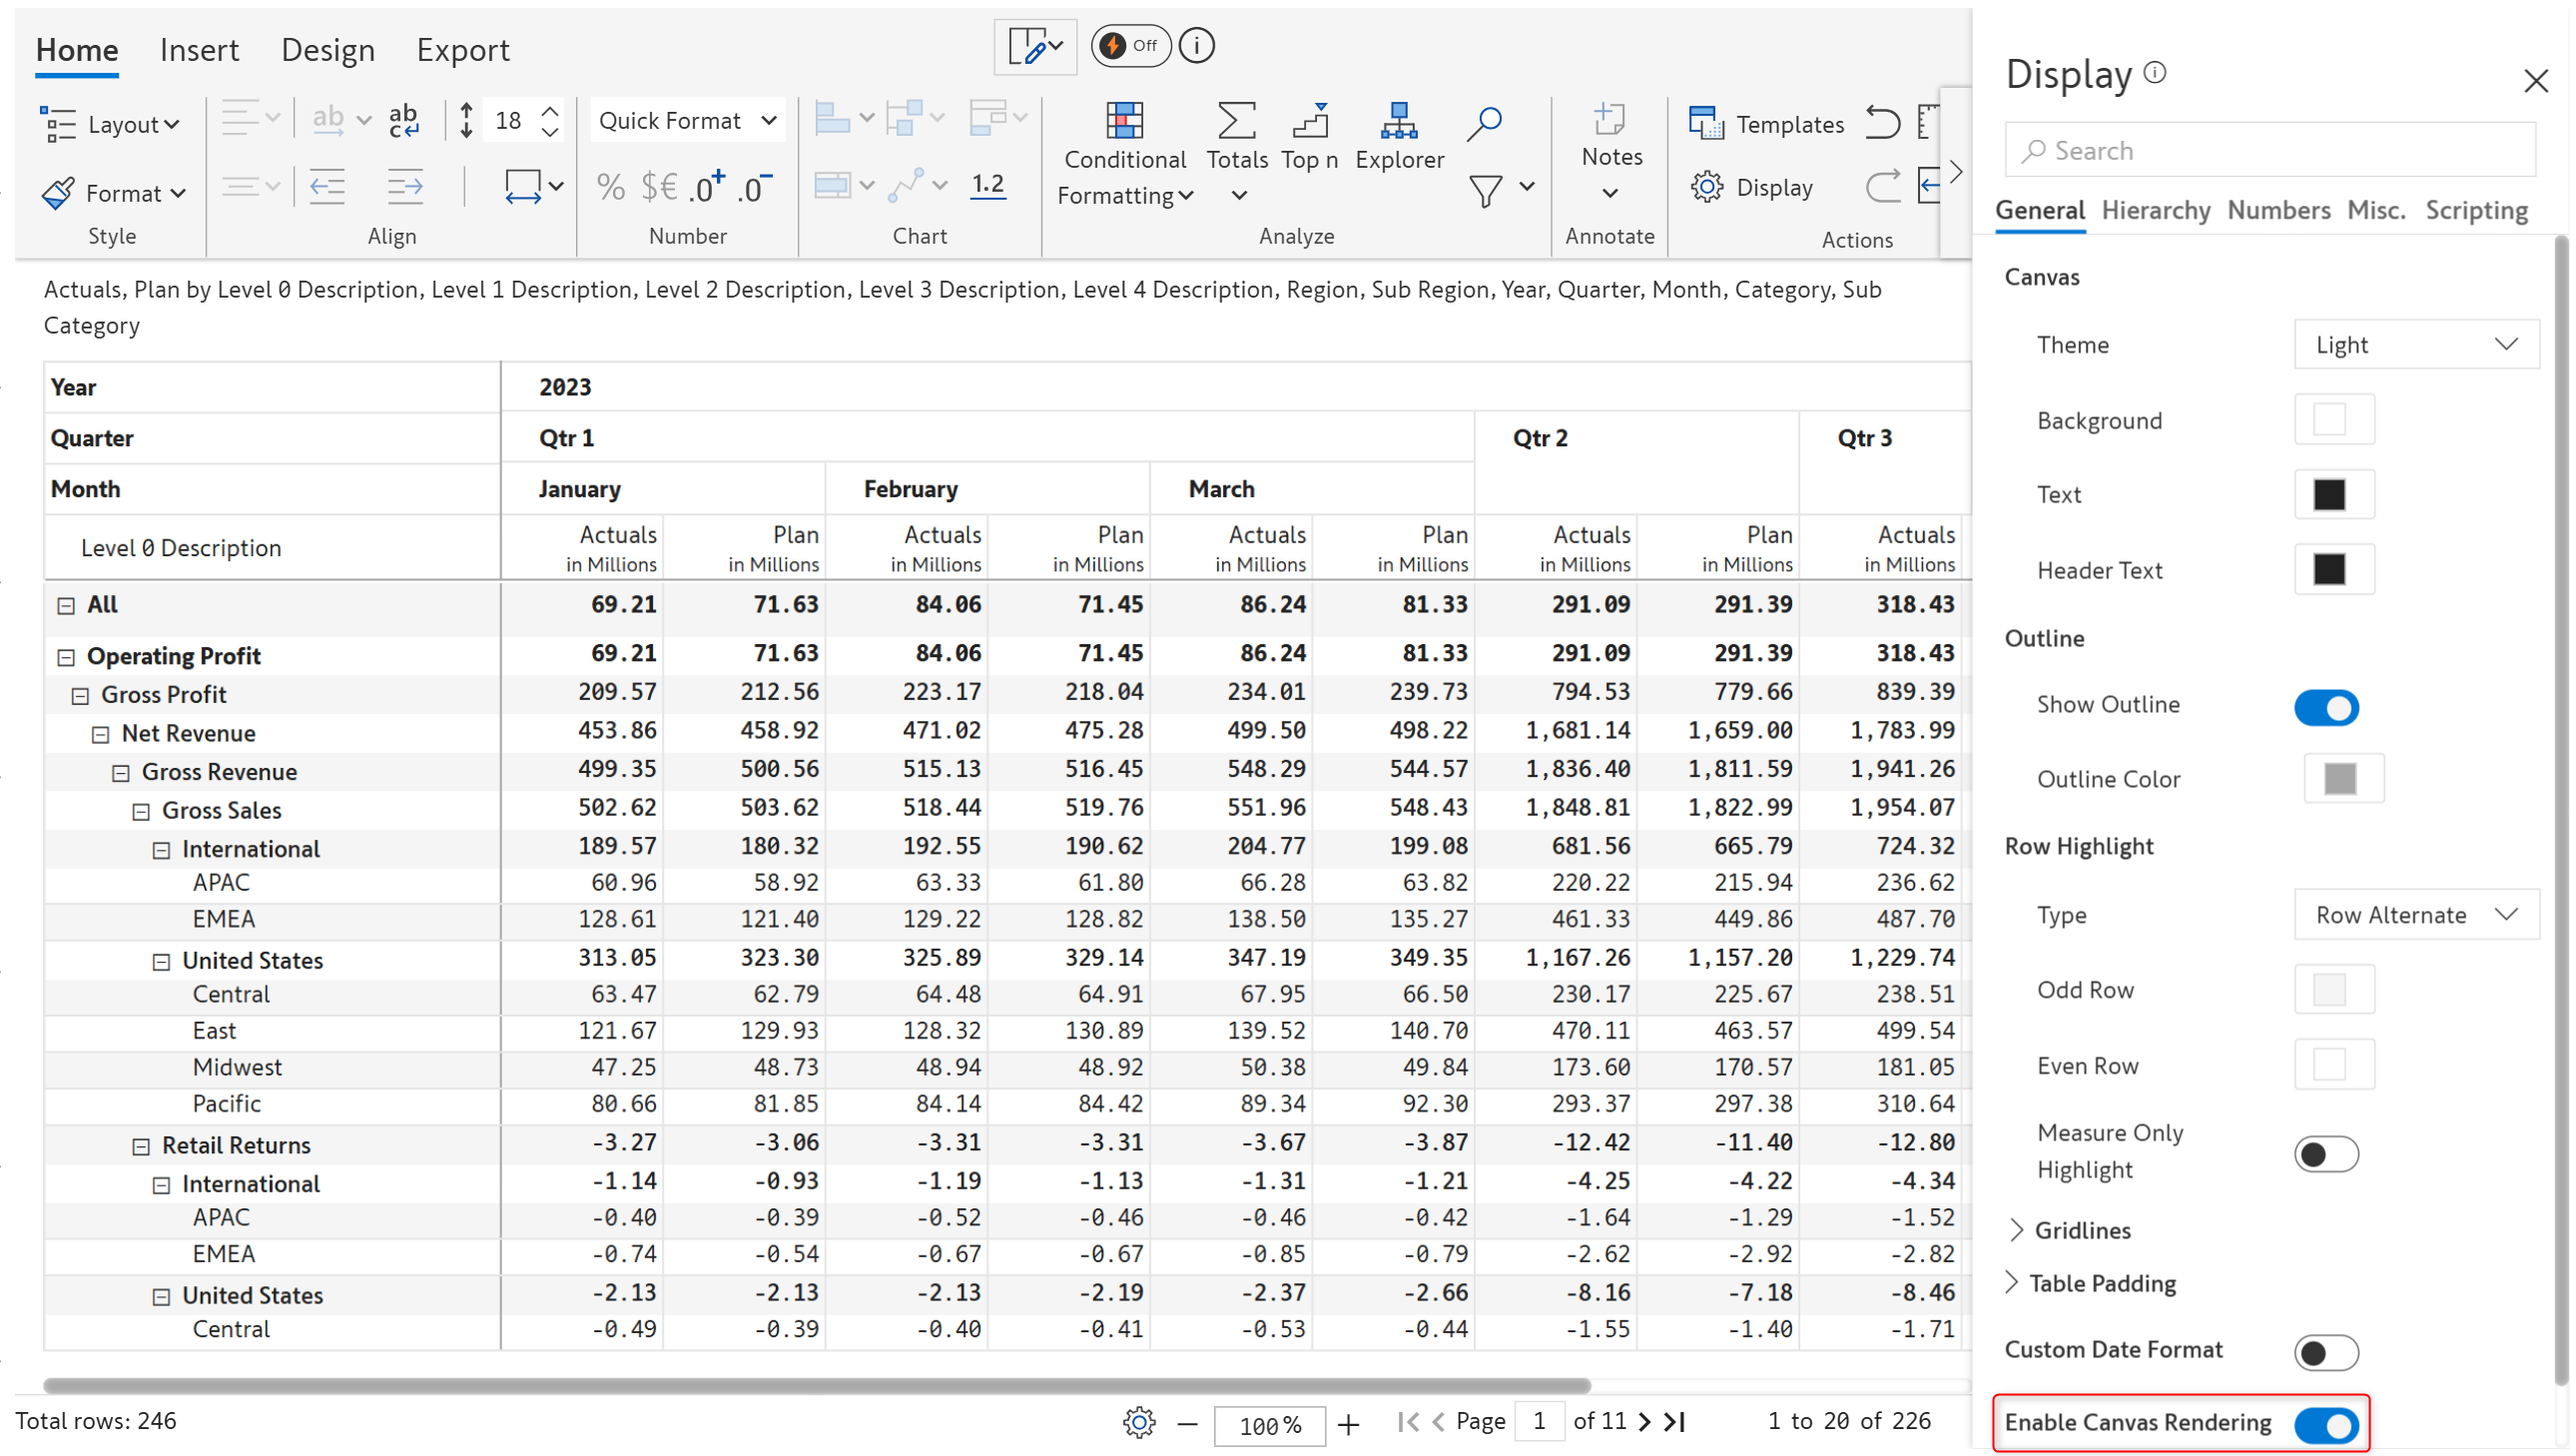 Home Insert Design Export
Off
Layout
Format
Style
ab
ab
c
18
Align
Quick Format
% $€ .0+ .0-
Number
1.2
Chart
Conditional Formatting
Totals
Top n
Explorer
Analyze
Notes
Annotate
Templates
Display
Actions
Actuals, Plan by Level 0 Description, Level 1 Description, Level 2 Description, Level 3 Description, Level 4 Description, Region, Sub Region, Year, Quarter, Month, Category, Sub
Category
Year 2023
Quarter Qtr 1 Qtr 2 Qtr 3
Month January February March
Level 0 Description Actuals Plan Actuals Plan Actuals Plan Actuals Plan Actuals
in Millions in Millions in Millions in Millions in Millions in Millions in Millions in Millions in Millions
All 69.21 71.63 84.06 71.45 86.24 81.33 291.09 291.39 318.43
Operating Profit 69.21 71.63 84.06 71.45 86.24 81.33 291.09 291.39 318.43
Gross Profit 209.57 212.56 223.17 218.04 234.01 239.73 794.53 779.66 839.39
Net Revenue 453.86 458.92 471.02 475.28 499.50 498.22 1,681.14 1,659.00 1,783.99
Gross Revenue 499.35 500.56 515.13 516.45 548.29 544.57 1,836.40 1,811.59 1,941.26
Gross Sales 502.62 503.62 518.44 519.76 551.96 548.43 1,848.81 1,822.99 1,954.07
International 189.57 180.32 192.55 190.62 204.77 199.08 681.56 665.79 724.32
APAC 60.96 58.92 63.33 61.80 66.28 63.82 220.22 215.94 236.62
EMEA 128.61 121.40 129.22 128.82 138.50 135.27 461.33 449.86 487.70
United States 313.05 323.30 325.89 329.14 347.19 349.35 1,167.26 1,157.20 1,229.74
Central 63.47 62.79 64.48 64.91 67.95 66.50 230.17 225.67 238.51
East 121.67 129.93 128.32 130.89 139.52 140.70 470.11 463.57 499.54
Midwest 47.25 48.73 48.94 48.92 50.38 49.84 173.60 170.57 181.05
Pacific 80.66 81.85 84.14 84.42 89.34 92.30 293.37 297.38 310.64
Retail Returns -3.27 -3.06 -3.31 -3.31 -3.67 -3.87 -12.42 -11.40 -12.80
International -1.14 -0.93 -1.19 -1.13 -1.31 -1.21 -4.25 -4.22 -4.34
APAC -0.40 -0.39 -0.52 -0.46 -0.46 -0.42 -1.64 -1.29 -1.52
EMEA -0.74 -0.54 -0.67 -0.67 -0.85 -0.79 -2.62 -2.92 -2.82
United States -2.13 -2.13 -2.13 -2.19 -2.37 -2.66 -8.16 -7.18 -8.46
Central -0.49 -0.39 -0.40 -0.41 -0.53 -0.44 -1.55 -1.40 -1.71
Total rows: 246
100%
Page 1 of 11
1 to 20 of 226
Display
Search
General Hierarchy Numbers Misc. Scripting
Canvas
Theme Light
Background
Text
Header Text
Outline
Show Outline
Outline Color
Row Highlight
Type Row Alternate
Odd Row
Even Row
Measure Only
Highlight
Gridlines
Table Padding
Custom Date Format
Enable Canvas Rendering